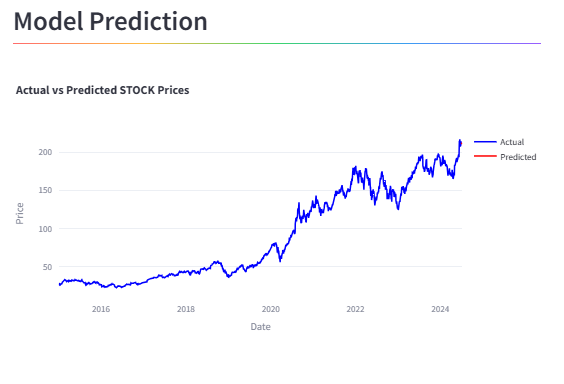 Model Prediction
Actual vs Predicted STOCK Prices
Actual
Predicted
200
150
100
50
Price
2016
2018
2020
2022
2024
Date